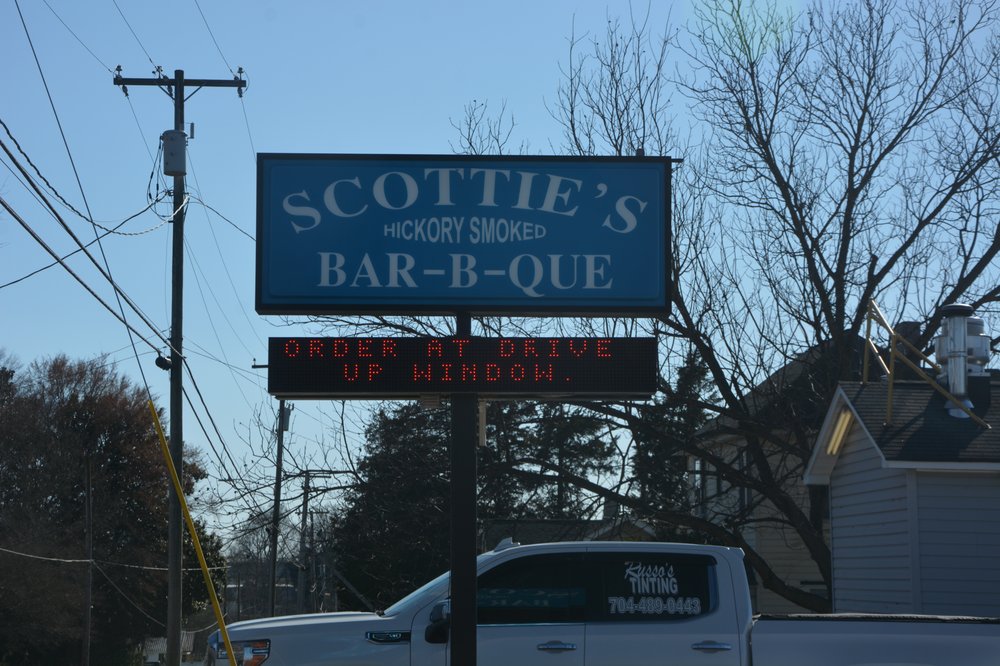 SCOTTIE'S
HICKORY SMOKED
BAR-B-QUE
ORDER AT DRIVE
UP WINDOW.
Russo's
TINTING
704-489-0443